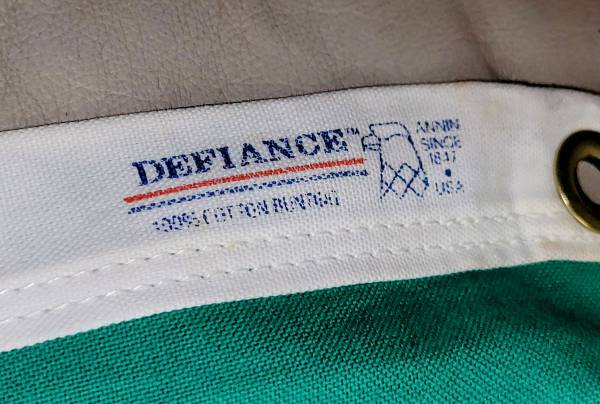 DEFIANCE™
100% COTTON BUNTING
ANNIN
SINCE
1847
•
USA